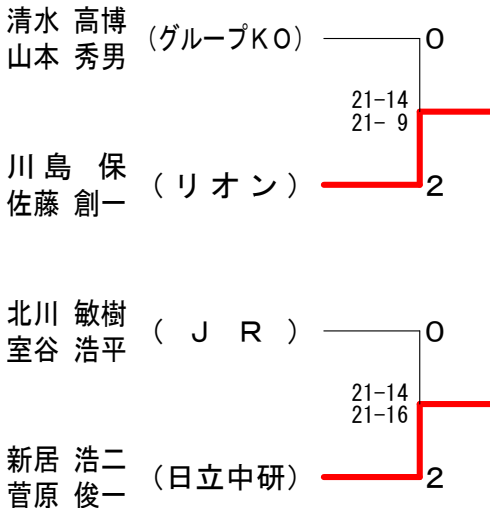 清水 高博 (グループKO) 0
山本 秀男
21-14
21- 9
川島 保 (リオン) 2
佐藤 創一
北川 敏樹 (JR) 0
室谷 浩平
21-14
21-16
新居 浩二 (日立中研) 2
菅原 俊一